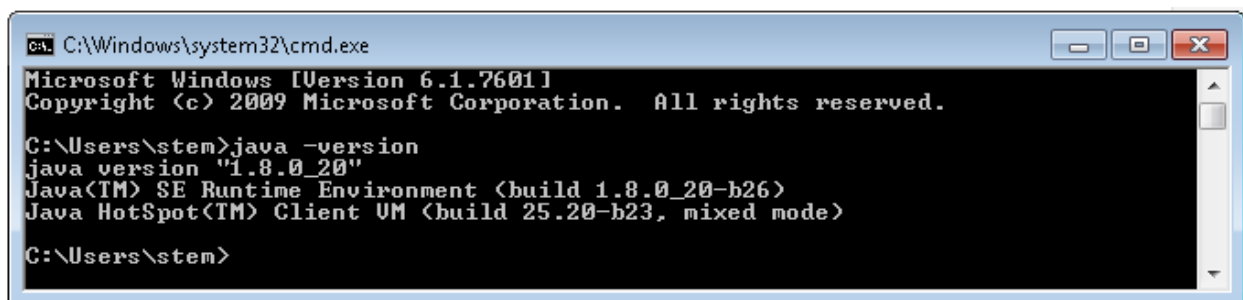 C:\Windows\system32\cmd.exe
Microsoft Windows [Version 6.1.7601]
Copyright (c) 2009 Microsoft Corporation.  All rights reserved.
C:\Users\stem>java -version
java version "1.8.0_20"
Java(TM) SE Runtime Environment (build 1.8.0_20-b26)
Java HotSpot(TM) Client VM (build 25.20-b23, mixed mode)
C:\Users\stem>